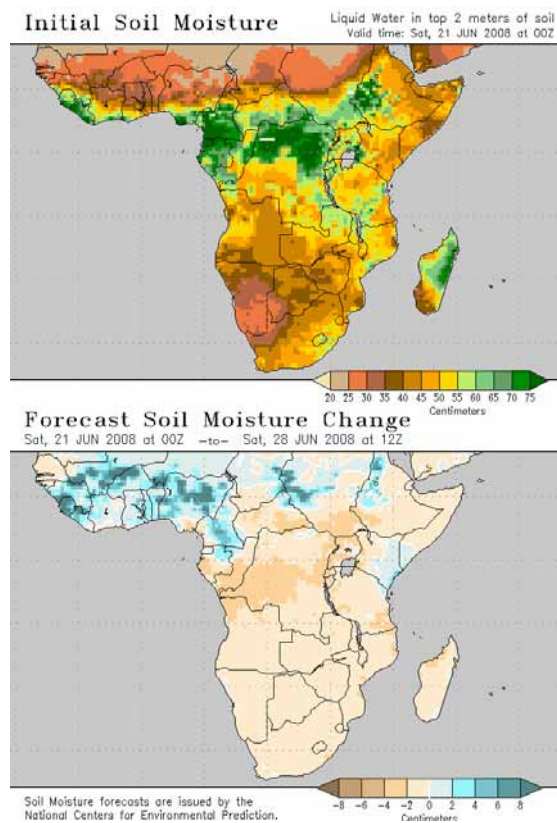 Initial Soil Moisture
Liquid Water in top 2 meters of soil
Valid time: Sat, 21 JUN 2008 at 00Z
20 25 30 35 40 45 50 55 60 65 70 75
Centimeters
Forecast Soil Moisture Change
Sat, 21 JUN 2008 at 00Z -to- Sat, 28 JUN 2008 at 12Z
Soil Moisture forecasts are issued by the
National Centers for Environmental Prediction.
-8 -6 -4 -2 0 2 4 6 8
Centimeters